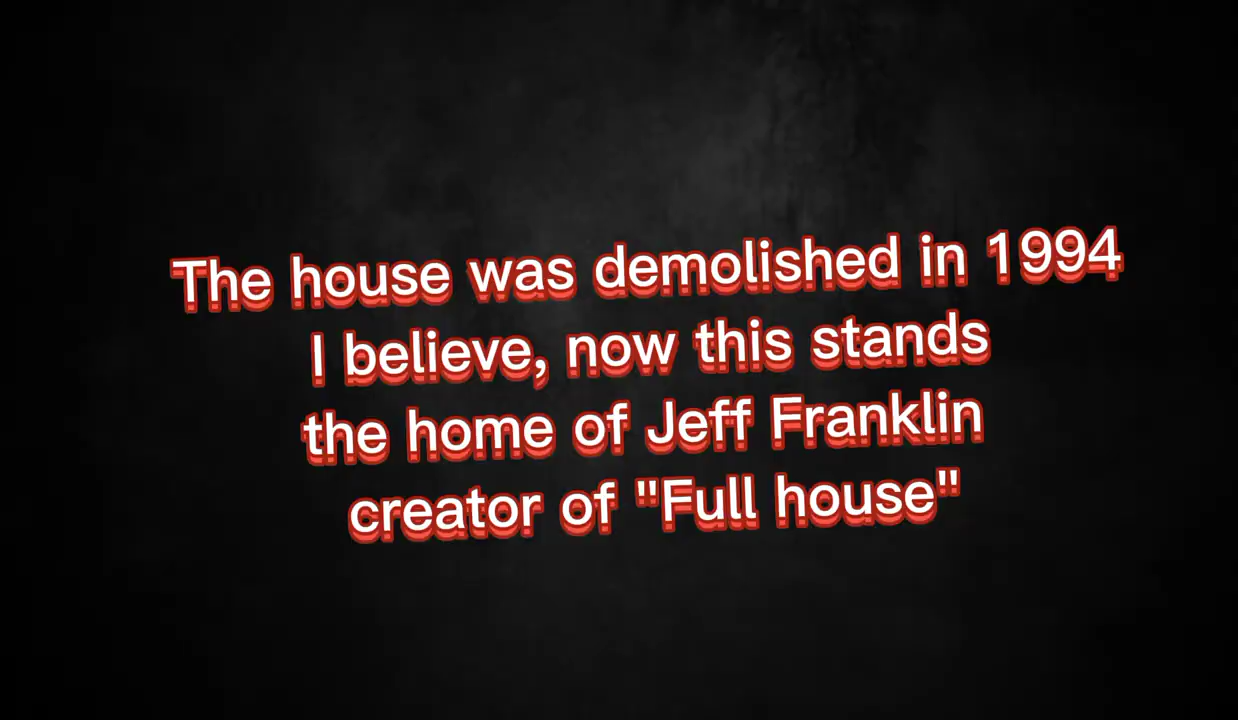 The house was demolished in 1994
I believe, now this stands
the home of Jeff Franklin
creator of "Full house"